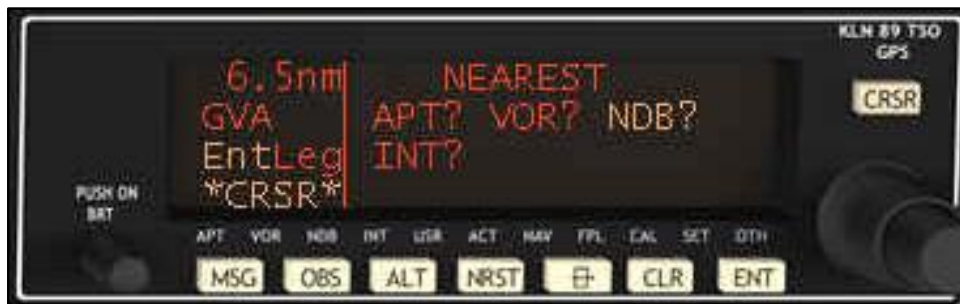 KLN 89 TSO
GPS
6.5nm NEAREST
GVA APT? VOR? NDB?
EntLeg INT?
*CRSR*
CRSR
PUSH ON
BRT
APT VOR NDB INT USR ACT NAV FPL CAL SET OTH
MSG OBS ALT NRST CLR ENT